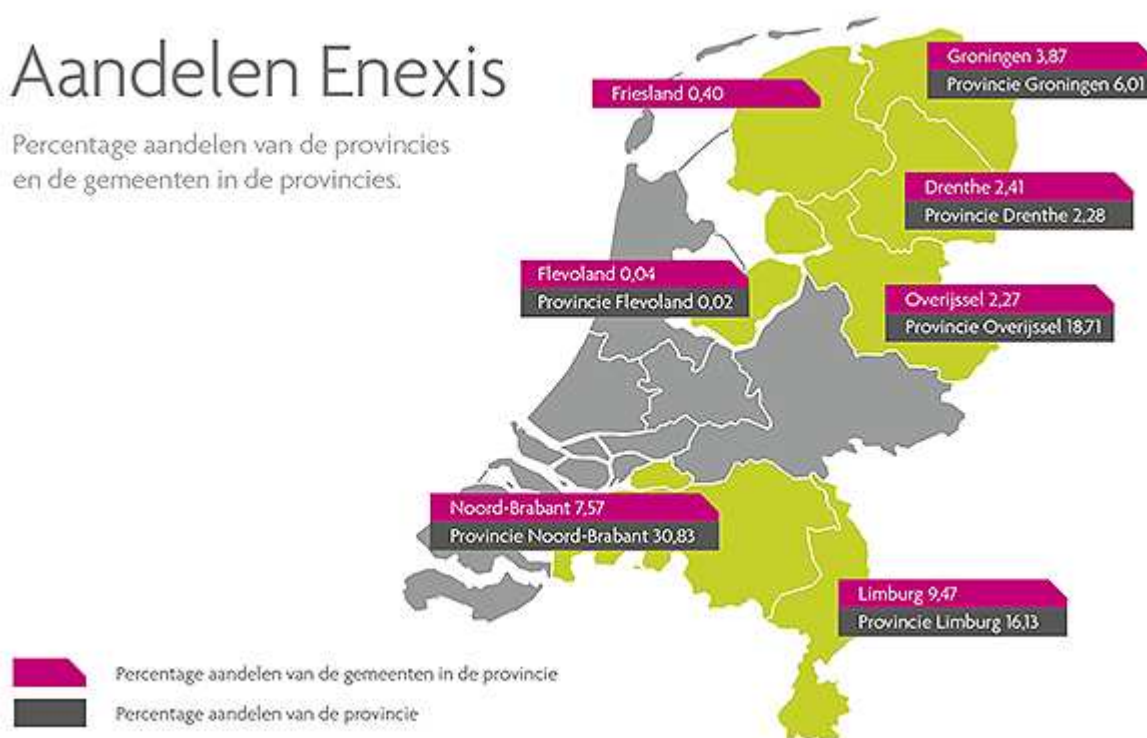 Aandelen Enexis
Percentage aandelen van de provincies
en de gemeenten in de provincies.
Groningen 3,87
Provincie Groningen 6,01
Friesland 0,40
Drenthe 2,41
Provincie Drenthe 2,28
Flevoland 0,04
Provincie Flevoland 0,02
Overijssel 2,27
Provincie Overijssel 18,71
Noord-Brabant 7,57
Provincie Noord-Brabant 30,83
Limburg 9,47
Provincie Limburg 16,13
Percentage aandelen van de gemeenten in de provincie
Percentage aandelen van de provincie